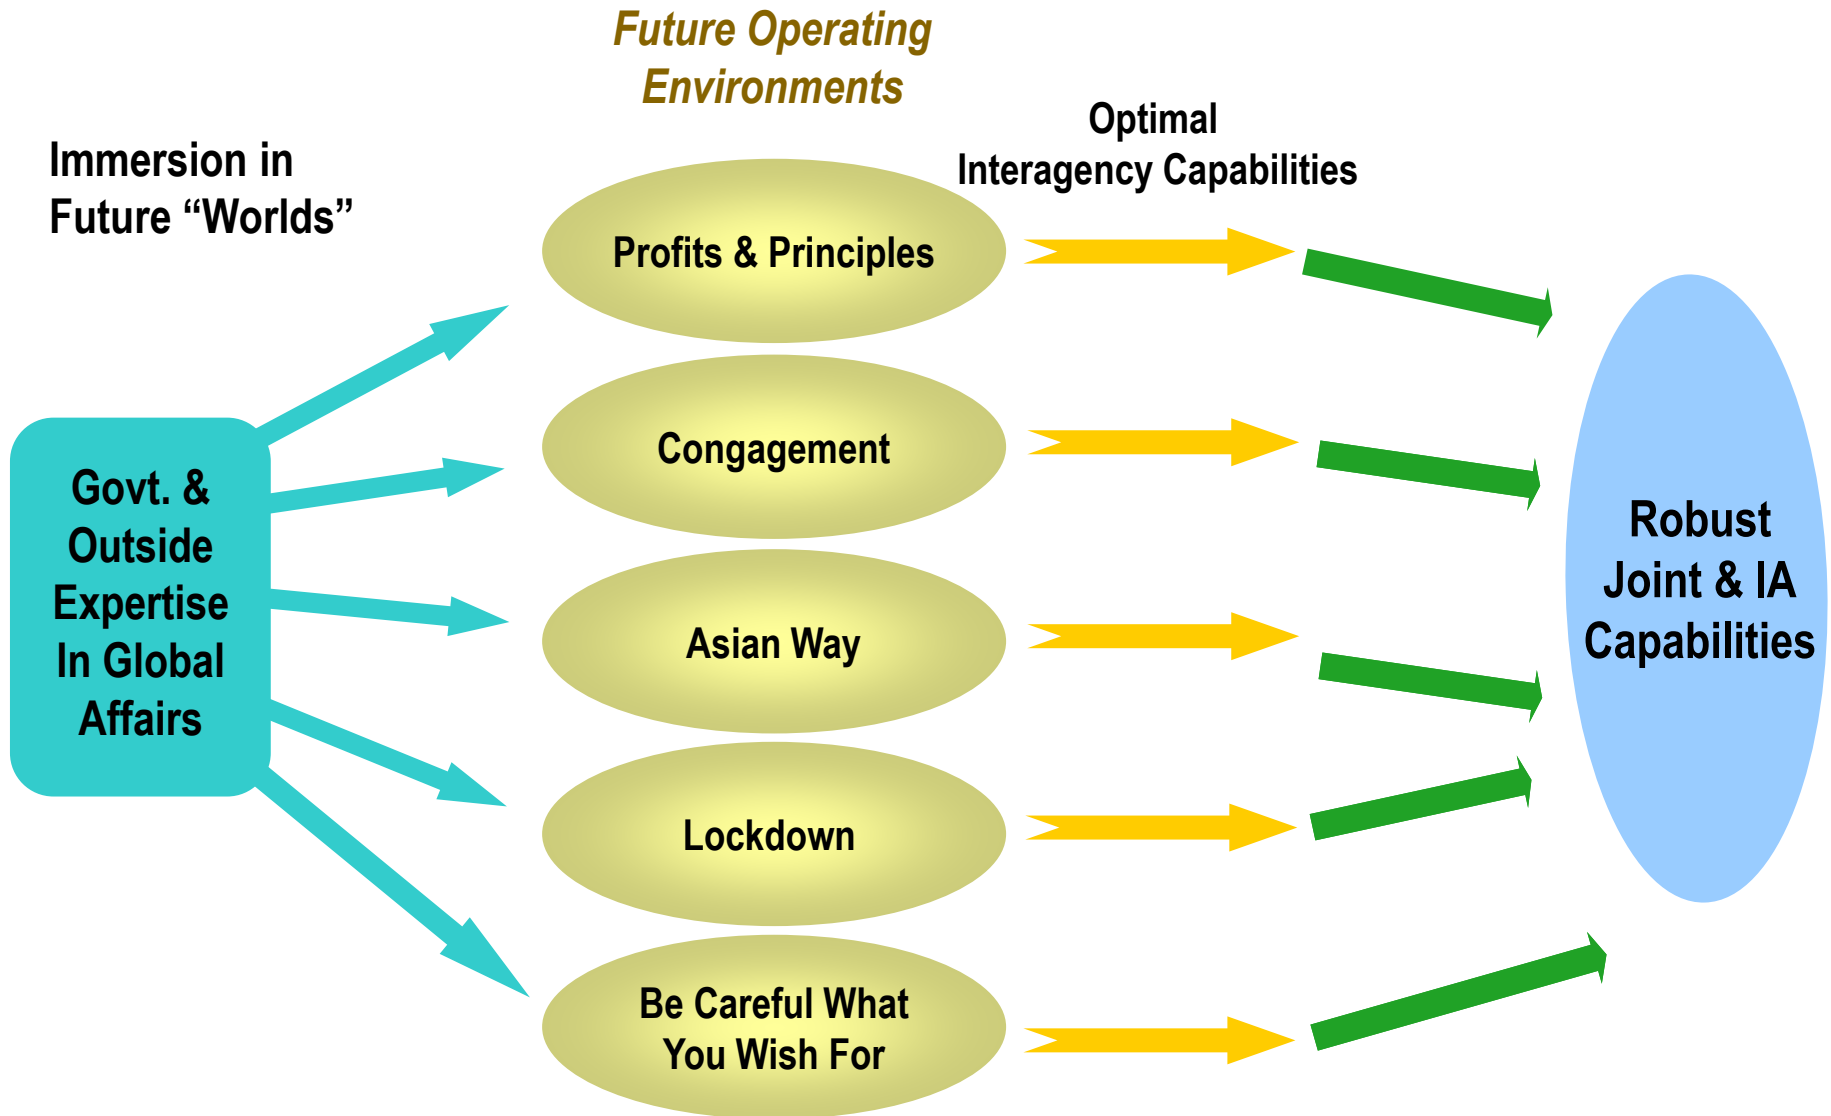 Future Operating
Environments
Optimal
Interagency Capabilities
Immersion in
Future “Worlds”
Profits & Principles
Congagement
Govt. &
Outside
Expertise
In Global
Affairs
Asian Way
Robust
Joint & IA
Capabilities
Lockdown
Be Careful What
You Wish For